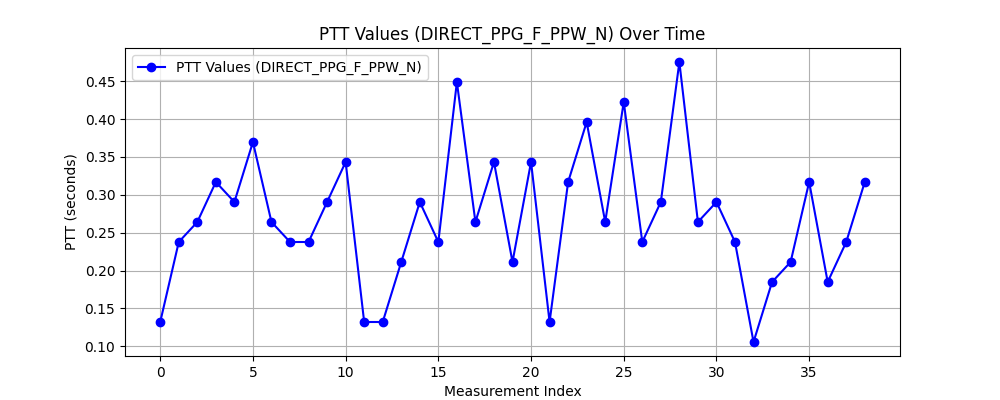 PTT Values (DIRECT_PPG_F_PPW_N) Over Time
PTT Values (DIRECT_PPG_F_PPW_N)
PTT (seconds)
0.45
0.40
0.35
0.30
0.25
0.20
0.15
0.10
0 5 10 15 20 25 30 35
Measurement Index